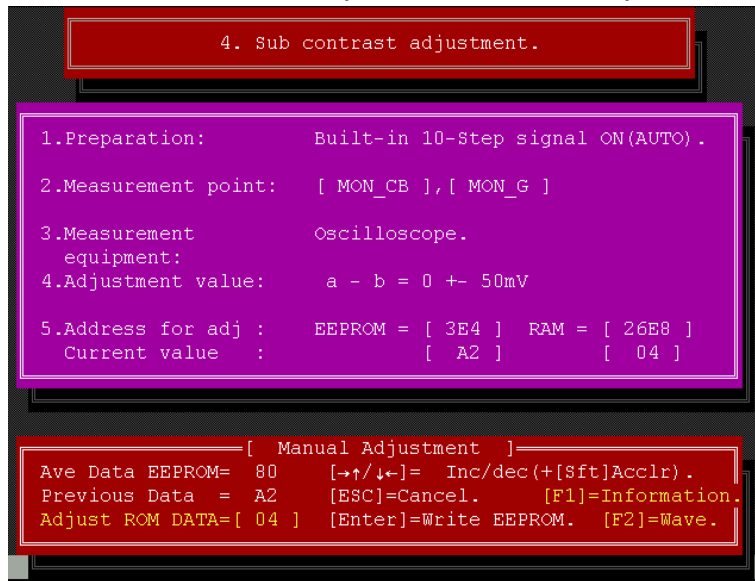 4. Sub contrast adjustment.
1.Preparation: Built-in 10-Step signal ON(AUTO).
2.Measurement point: [ MON_CB ],[ MON_G ]
3.Measurement Oscilloscope.
equipment:
4.Adjustment value: a - b = 0 +- 50mV
5.Address for adj : EEPROM = [ 3E4 ] RAM = [ 26E8 ]
Current value : [ A2 ] [ 04 ]
[ Manual Adjustment ]
Ave Data EEPROM= 80 [→↑/↓←]= Inc/dec(+[Sft]Acclr).
Previous Data = A2 [ESC]=Cancel. [F1]=Information.
Adjust ROM DATA=[ 04 ] [Enter]=Write EEPROM. [F2]=Wave.